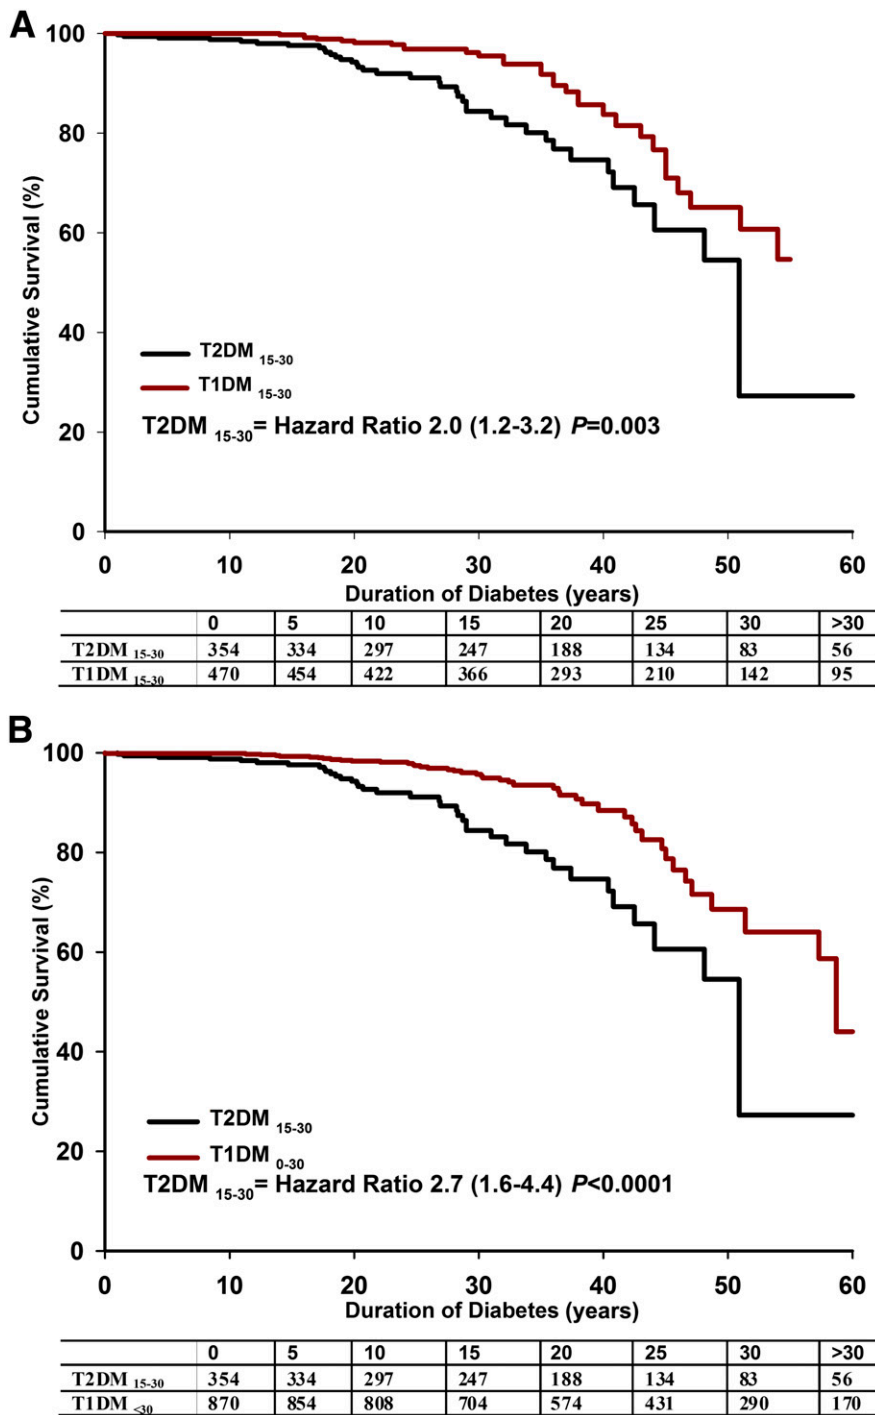 A
100
80
60
40
20
0
Cumulative Survival (%)
T2DM 15-30
T1DM 15-30
T2DM 15-30= Hazard Ratio 2.0 (1.2-3.2) P=0.003
0 10 20 30 40 50 60
Duration of Diabetes (years)
0 5 10 15 20 25 30 >30
T2DM 15-30 354 334 297 247 188 134 83 56
T1DM 15-30 470 454 422 366 293 210 142 95
B
100
80
60
40
20
0
Cumulative Survival (%)
T2DM 15-30
T1DM 0-30
T2DM 15-30= Hazard Ratio 2.7 (1.6-4.4) P<0.0001
0 10 20 30 40 50 60
Duration of Diabetes (years)
0 5 10 15 20 25 30 >30
T2DM 15-30 354 334 297 247 188 134 83 56
T1DM <30 870 854 808 704 574 431 290 170